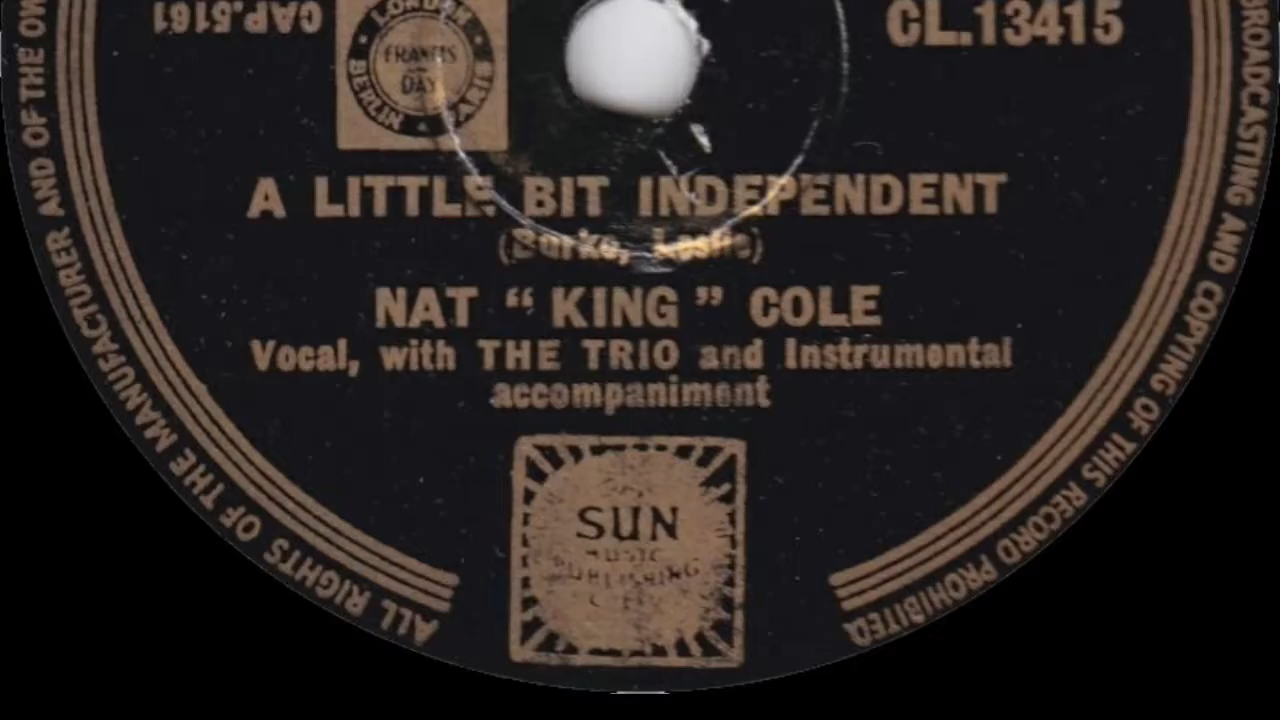 CAP.5161
LONDON
FRANCIS
DAY
BERLIN
PARIS
CL.13415
A LITTLE BIT INDEPENDENT
(Burke, Leslie)
NAT “ KING ” COLE
Vocal, with THE TRIO and Instrumental
accompaniment
SUN
MUSIC
PUBLISHING
ALL RIGHTS OF THE MANUFACTURER AND OF THE OW
BROADCASTING AND COPYING OF THIS RECORD PROHIBITED